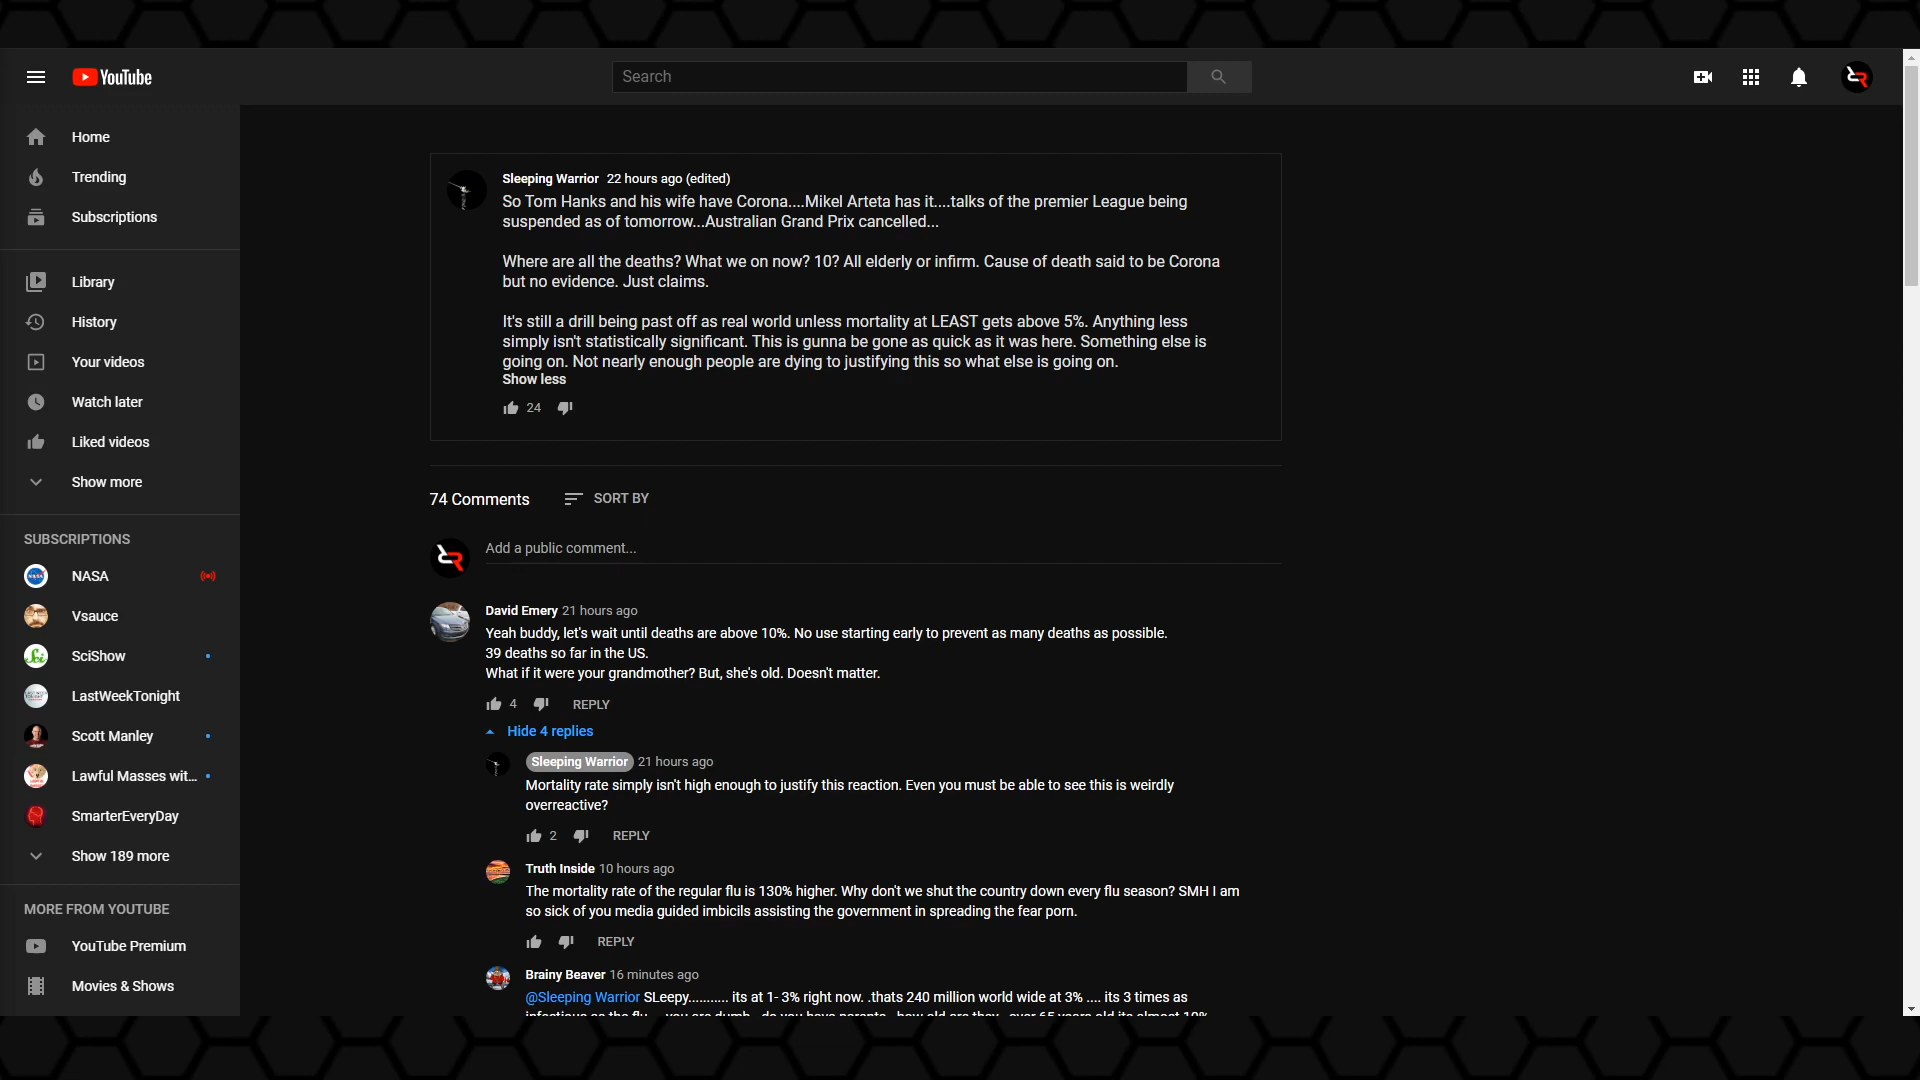 YouTube
Search
Home
Trending
Subscriptions
Library
History
Your videos
Watch later
Liked videos
Show more
SUBSCRIPTIONS
NASA
Vsauce
SciShow
LastWeekTonight
Scott Manley
Lawful Masses wit...
SmarterEveryDay
Show 189 more
MORE FROM YOUTUBE
YouTube Premium
Movies & Shows
Sleeping Warrior 22 hours ago (edited)
So Tom Hanks and his wife have Corona....Mikel Arteta has it....talks of the premier League being
suspended as of tomorrow...Australian Grand Prix cancelled...
Where are all the deaths? What we on now? 10? All elderly or infirm. Cause of death said to be Corona
but no evidence. Just claims.
It's still a drill being past off as real world unless mortality at LEAST gets above 5%. Anything less
simply isn't statistically significant. This is gunna be gone as quick as it was here. Something else is
going on. Not nearly enough people are dying to justifying this so what else is going on.
Show less
24
74 Comments SORT BY
Add a public comment...
David Emery 21 hours ago
Yeah buddy, let's wait until deaths are above 10%. No use starting early to prevent as many deaths as possible.
39 deaths so far in the US.
What if it were your grandmother? But, she's old. Doesn't matter.
4 REPLY
Hide 4 replies
Sleeping Warrior 21 hours ago
Mortality rate simply isn't high enough to justify this reaction. Even you must be able to see this is weirdly
overreactive?
2 REPLY
Truth Inside 10 hours ago
The mortality rate of the regular flu is 130% higher. Why don't we shut the country down every flu season? SMH I am
so sick of you media guided imbicils assisting the government in spreading the fear porn.
REPLY
Brainy Beaver 16 minutes ago
@Sleeping Warrior SLeepy........... its at 1- 3% right now. .thats 240 million world wide at 3% .... its 3 times as